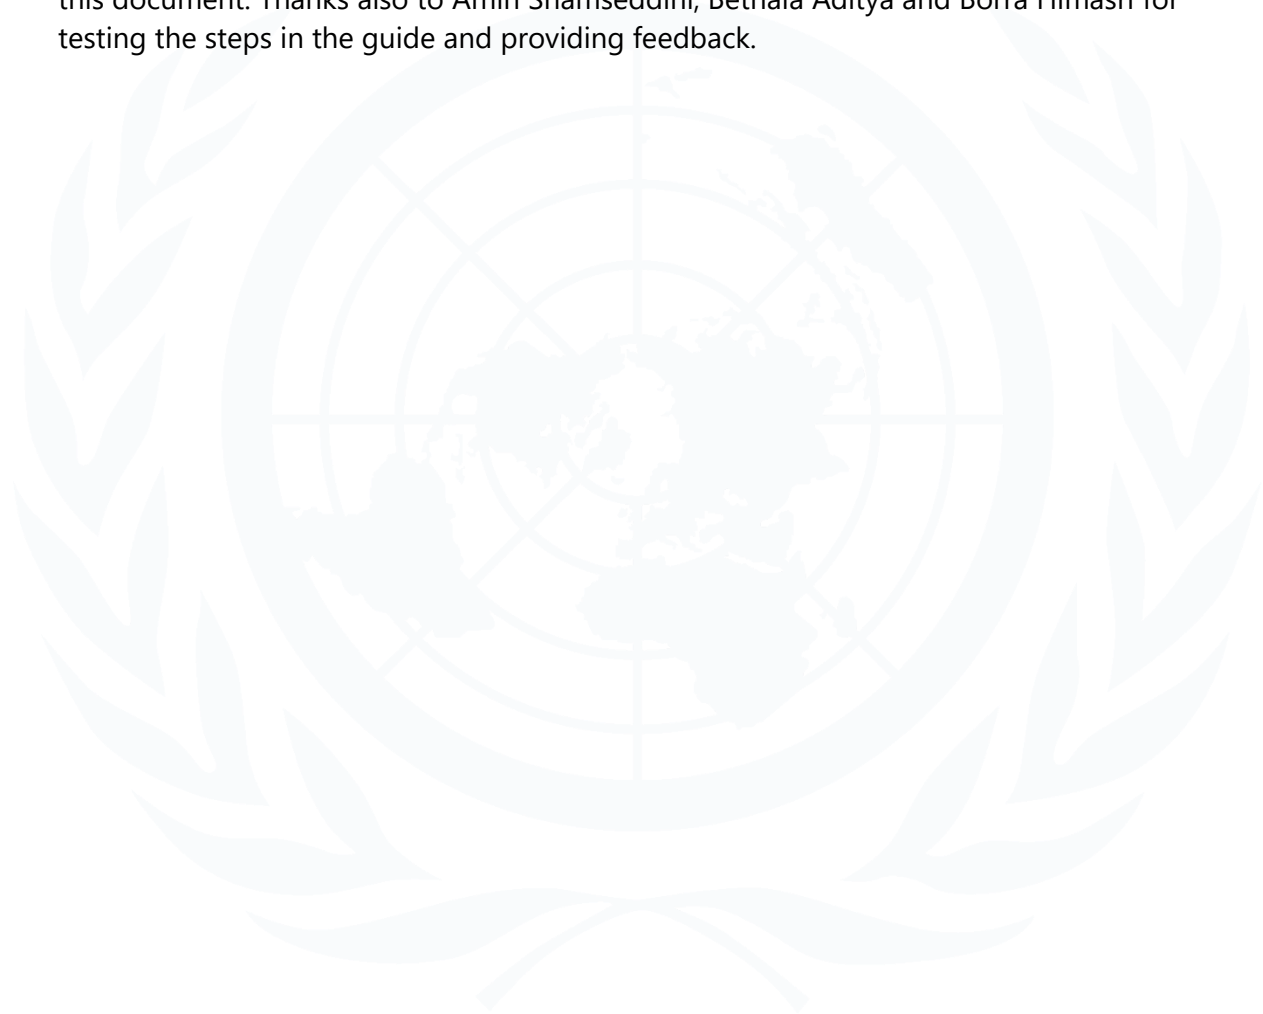 this document. Thanks also to Amin Shamseddini, Bethala Aditya and Borra Himash for
testing the steps in the guide and providing feedback.